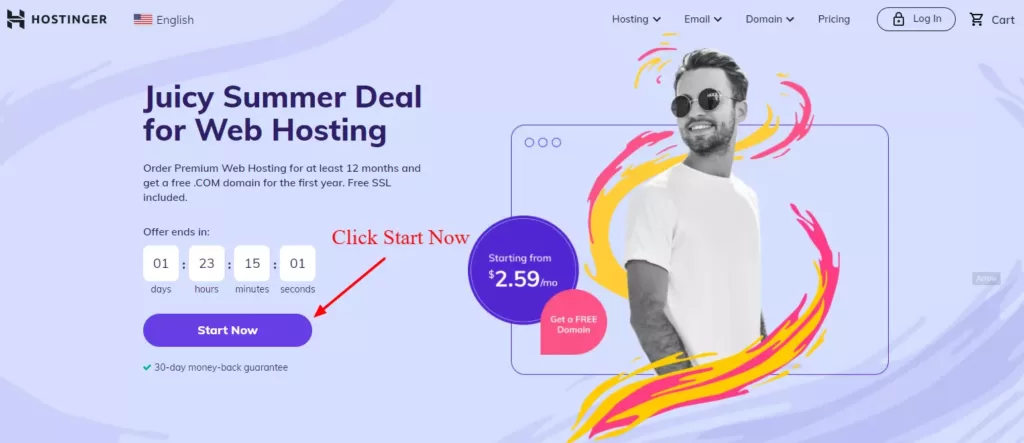 HOSTINGER
English
Hosting
Email
Domain
Pricing
Log In
Cart
Juicy Summer Deal
for Web Hosting
Order Premium Web Hosting for at least 12 months and
get a free .COM domain for the first year. Free SSL
included.
Offer ends in:
01 : 23 : 15 : 01
days hours minutes seconds
Click Start Now
Start Now
30-day money-back guarantee
Starting from
$2.59/mo
Get a FREE
Domain